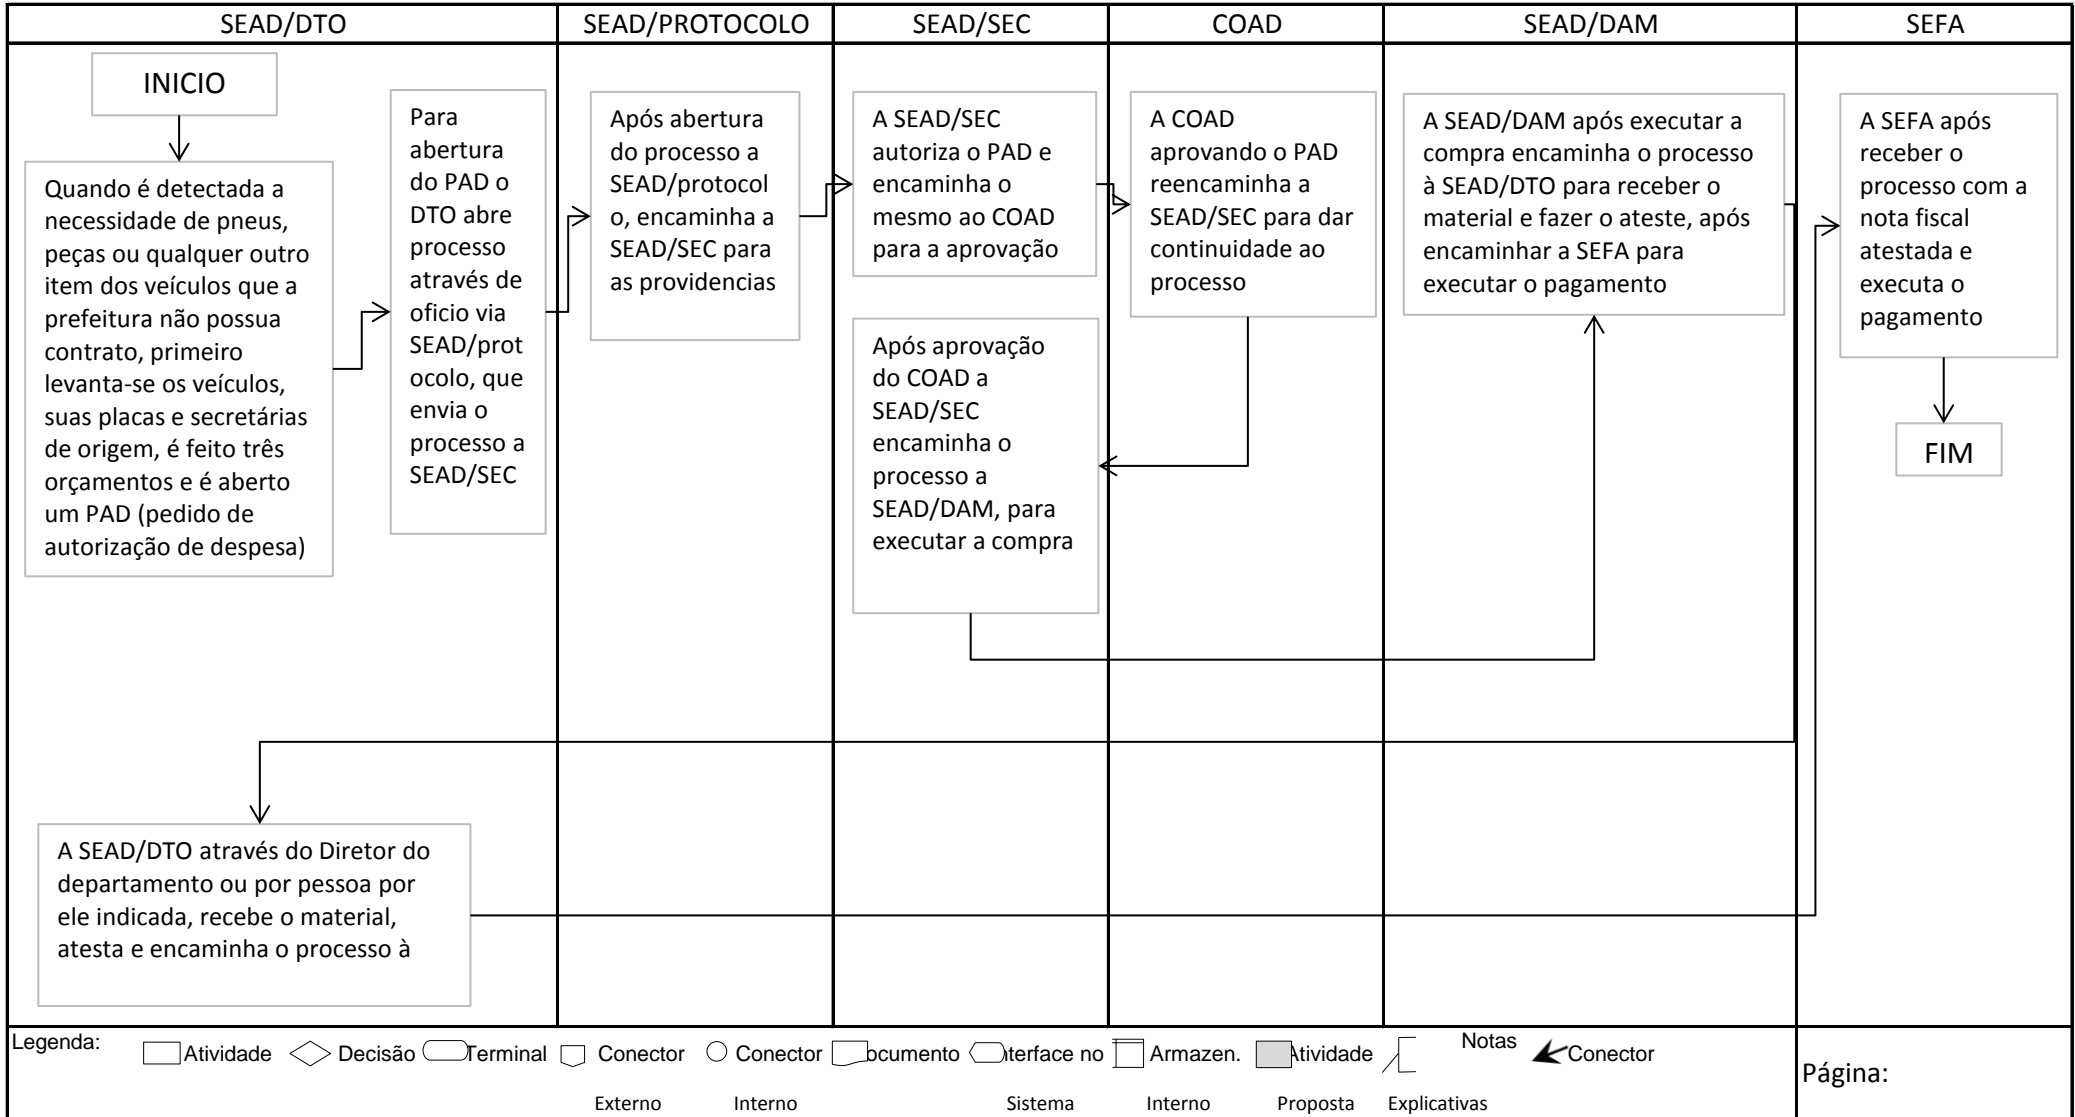 SEAD/DTO
SEAD/PROTOCOLO
SEAD/SEC
COAD
SEAD/DAM
SEFA
INICIO
Quando é detectada a
necessidade de pneus,
peças ou qualquer outro
item dos veículos que a
prefeitura não possua
contrato, primeiro
levanta-se os veículos,
suas placas e secretárias
de origem, é feito três
orçamentos e é aberto
um PAD (pedido de
autorização de despesa)
Para
abertura
do PAD o
DTO abre
processo
através de
oficio via
SEAD/prot
ocolo, que
envia o
processo a
SEAD/SEC
Após abertura
do processo a
SEAD/protocol
o, encaminha a
SEAD/SEC para
as providencias
A SEAD/SEC
autoriza o PAD e
encaminha o
mesmo ao COAD
para a aprovação
A COAD
aprovando o PAD
reencaminha a
SEAD/SEC para dar
continuidade ao
processo
Após aprovação
do COAD a
SEAD/SEC
encaminha o
processo a
SEAD/DAM, para
executar a compra
A SEAD/DAM após executar a
compra encaminha o processo
à SEAD/DTO para receber o
material e fazer o ateste, após
encaminhar a SEFA para
executar o pagamento
A SEFA após
receber o
processo com a
nota fiscal
atestada e
executa o
pagamento
FIM
A SEAD/DTO através do Diretor do
departamento ou por pessoa por
ele indicada, recebe o material,
atesta e encaminha o processo à
Legenda:
Atividade
Decisão
Terminal
Conector
Externo
Conector
Interno
ocumento
terface no
Sistema
Armazen.
Interno
Atividade
Proposta
Notas
Explicativas
Conector
Página: